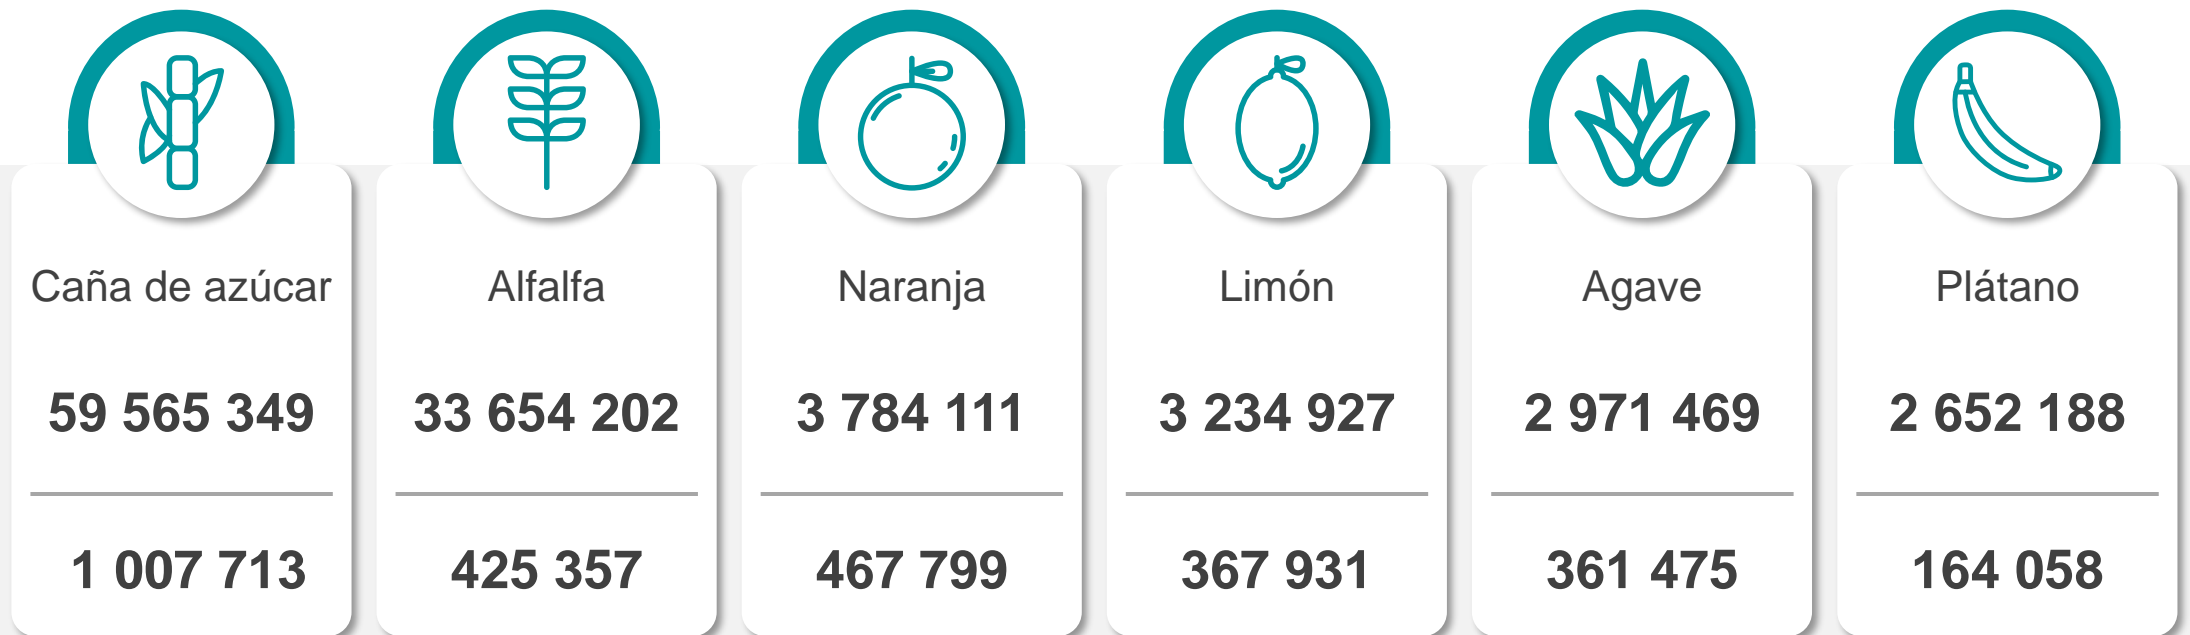 Caña de azúcar
59 565 349
1 007 713
Alfalfa
33 654 202
425 357
Naranja
3 784 111
467 799
Limón
3 234 927
367 931
Agave
2 971 469
361 475
Plátano
2 652 188
164 058